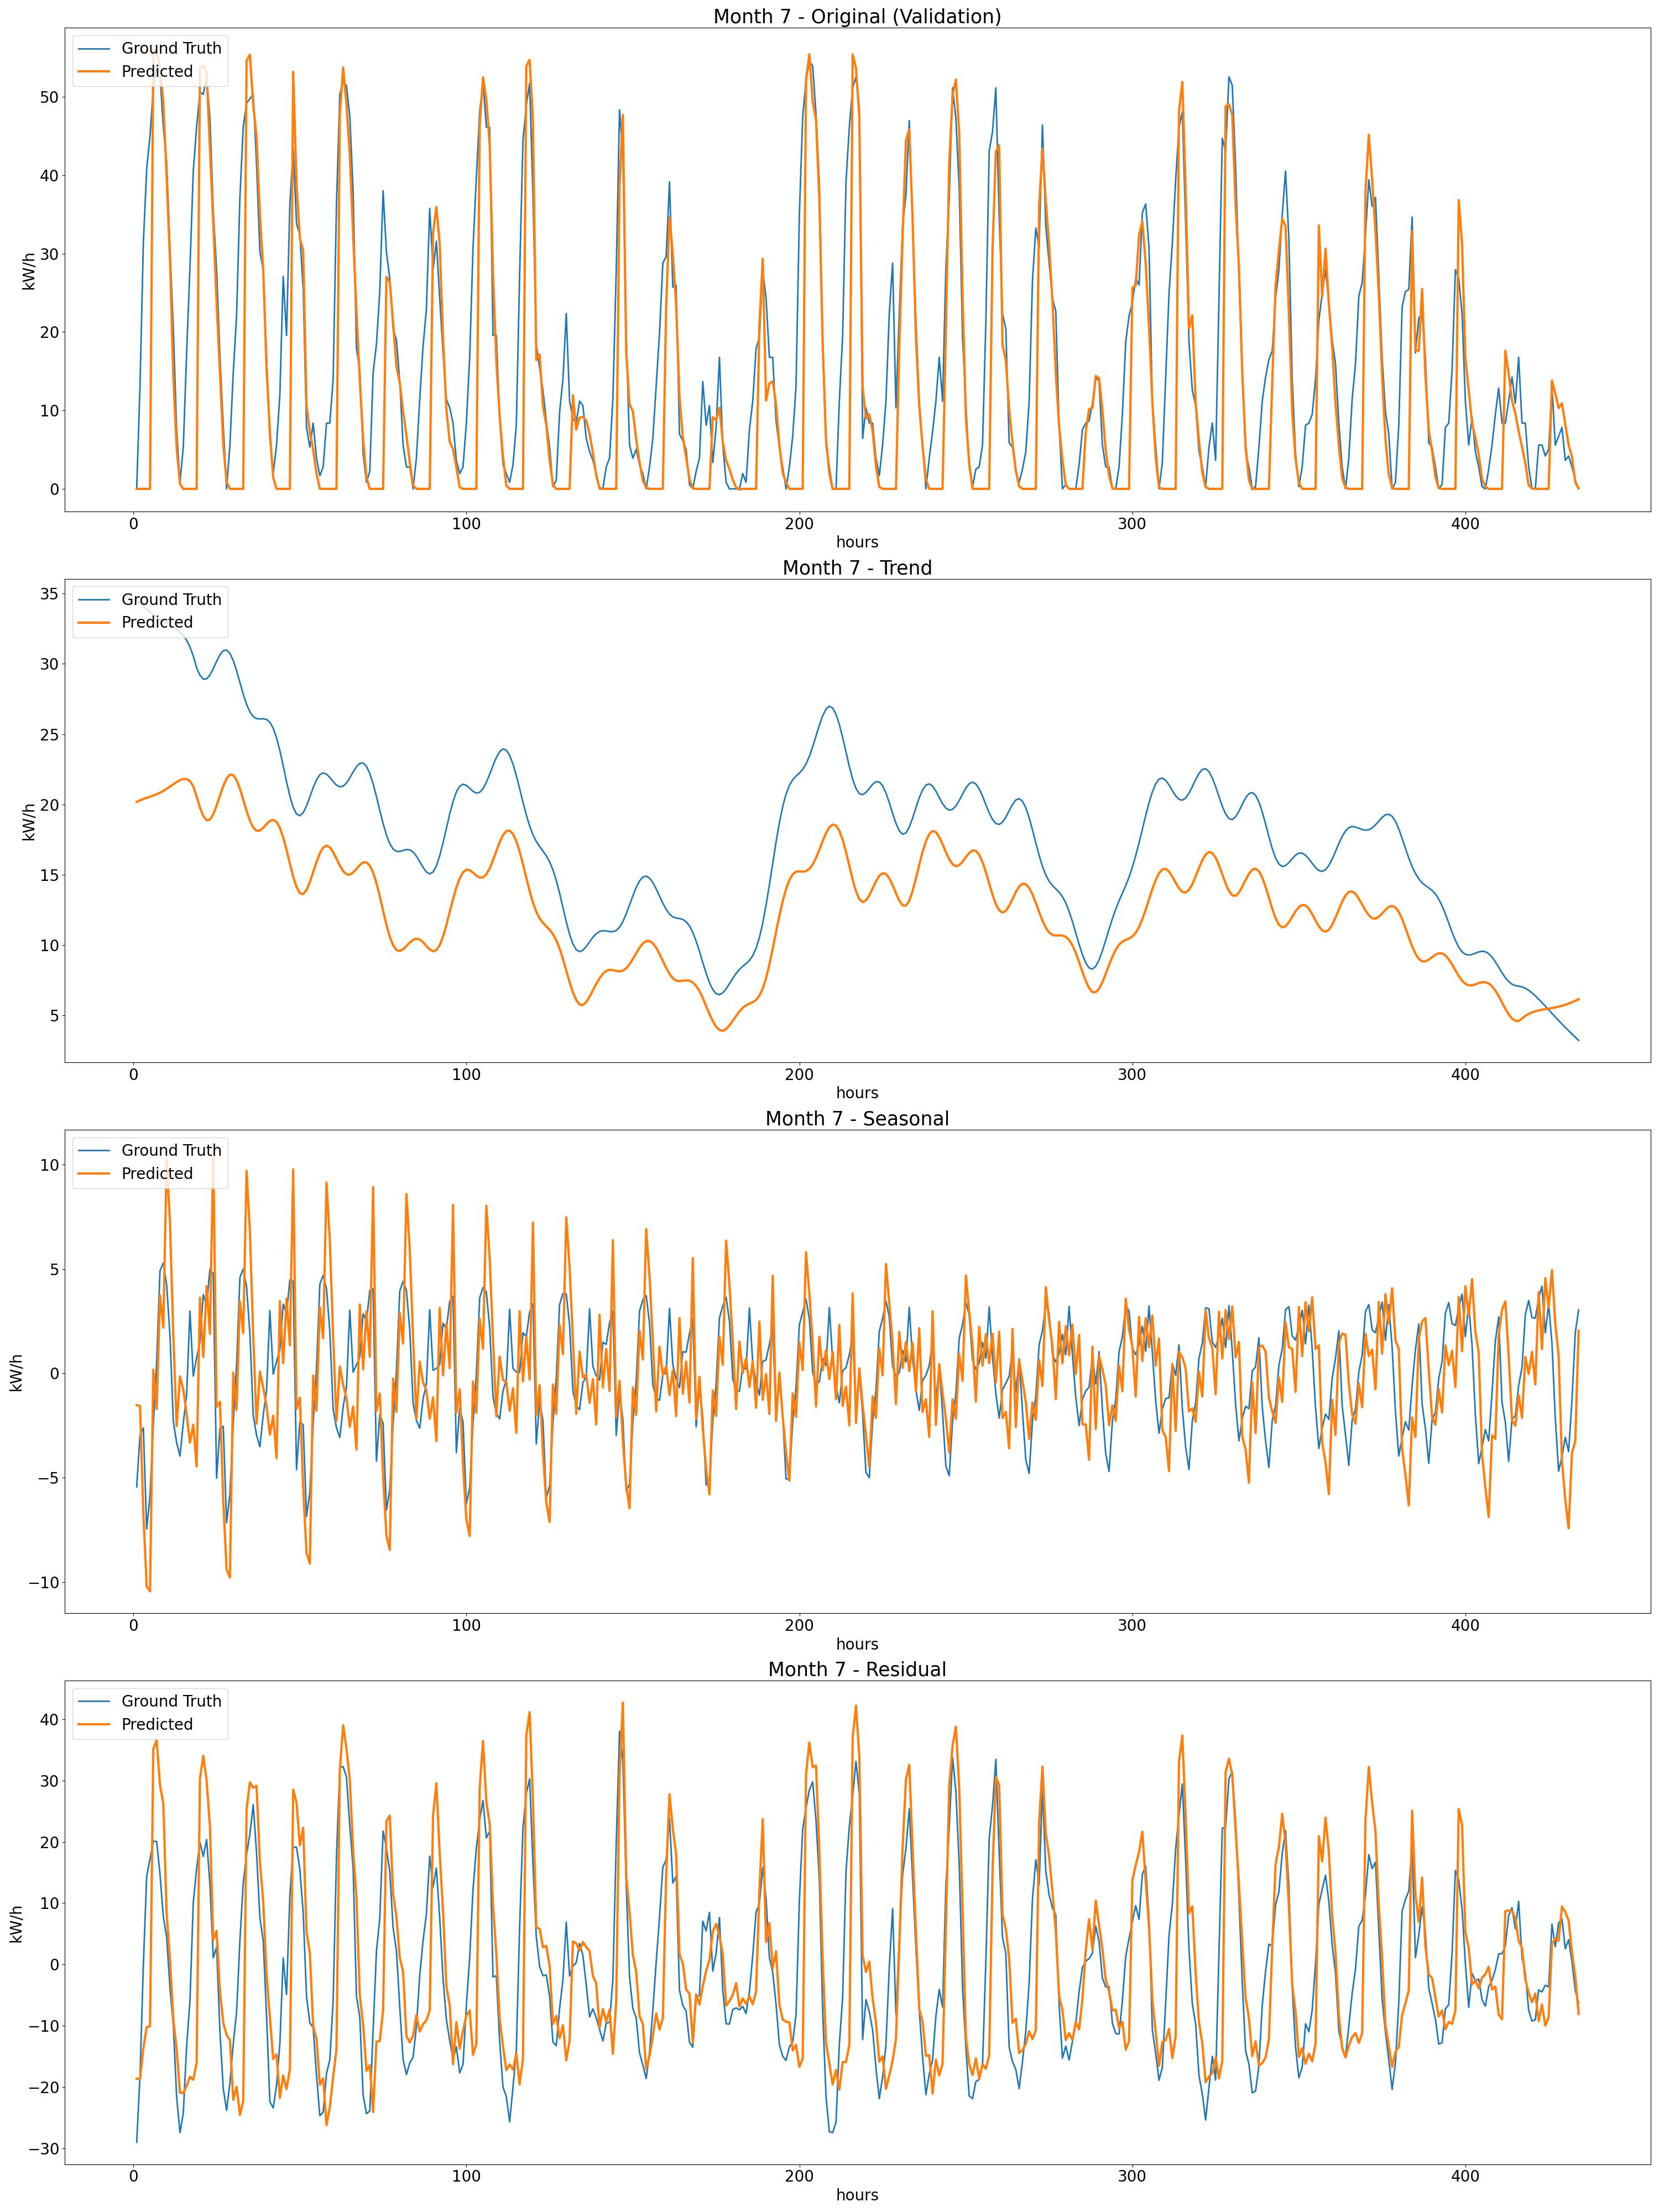 Month 7 - Original (Validation)
Ground Truth
Predicted
kW/h
50
40
30
20
10
0
0 100 200 300 400
hours
Month 7 - Trend
Ground Truth
Predicted
kW/h
35
30
25
20
15
10
5
0 100 200 300 400
hours
Month 7 - Seasonal
Ground Truth
Predicted
kW/h
10
5
0
−5
−10
0 100 200 300 400
hours
Month 7 - Residual
Ground Truth
Predicted
kW/h
40
30
20
10
0
−10
−20
−30
0 100 200 300 400
hours